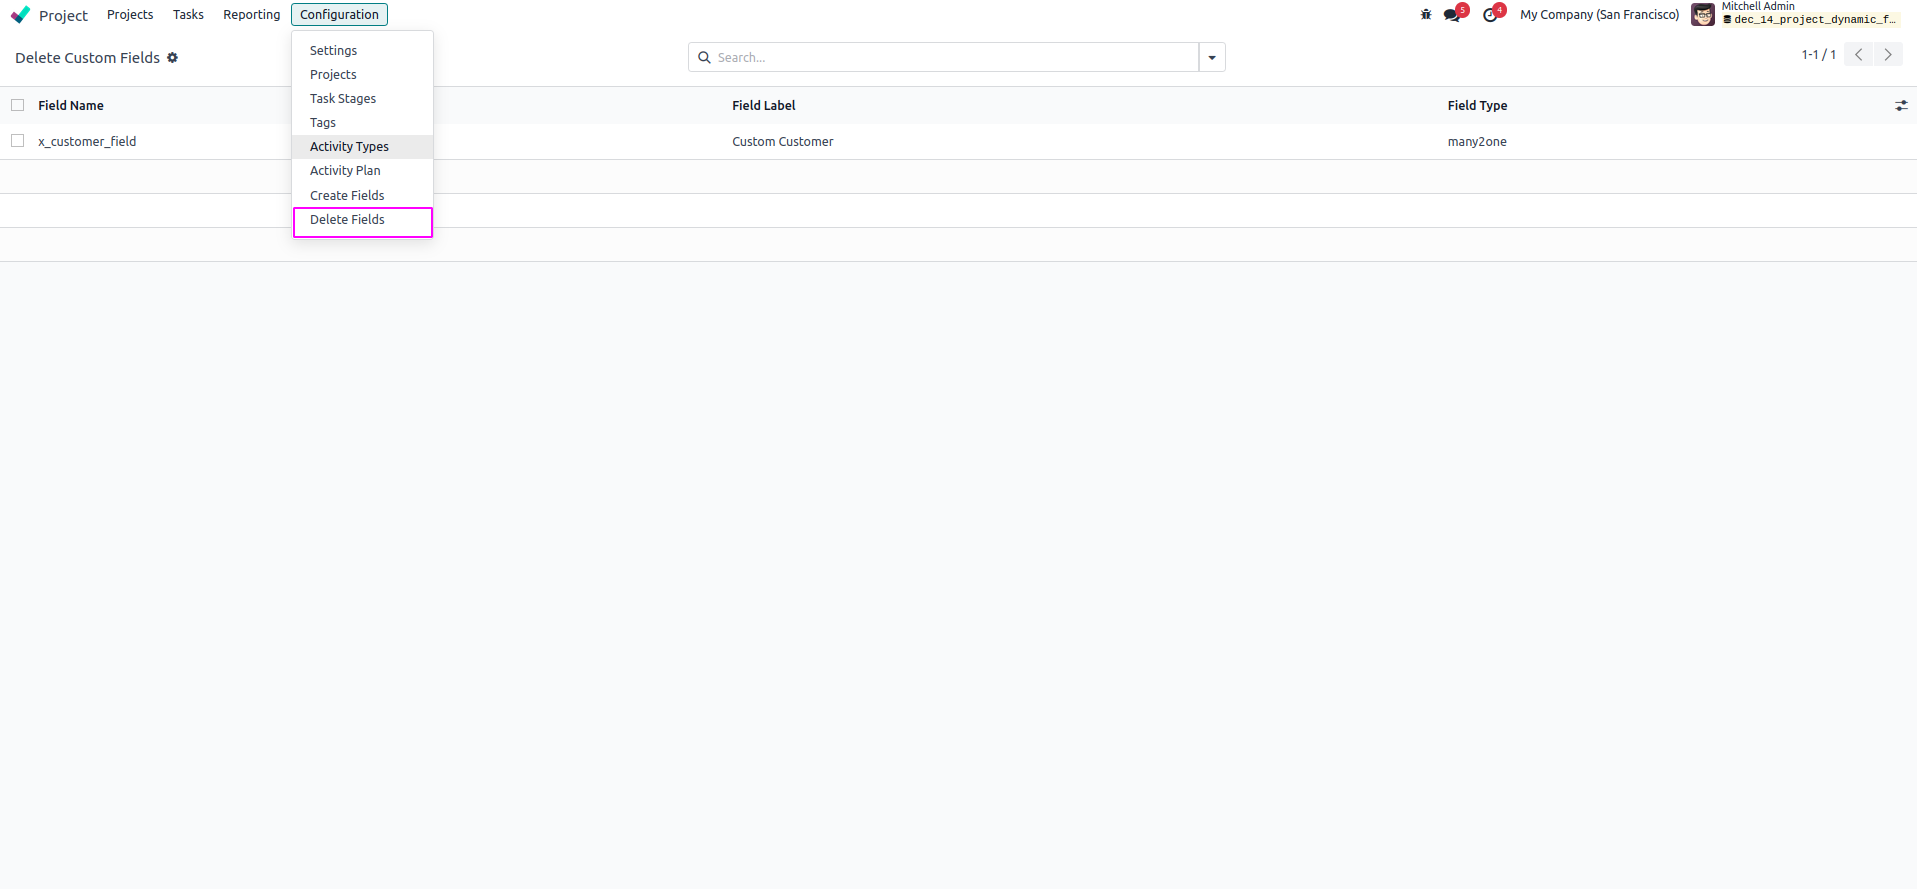 Project Projects Tasks Reporting Configuration 5 4 My Company (San Francisco) Mitchell Admin
dec_14_project_dynamic_f...
Delete Custom Fields Search... 1-1 / 1
Settings
Projects
Task Stages
Tags
Activity Types
Activity Plan
Create Fields
Delete Fields
Field Name Field Label Field Type
x_customer_field Custom Customer many2one